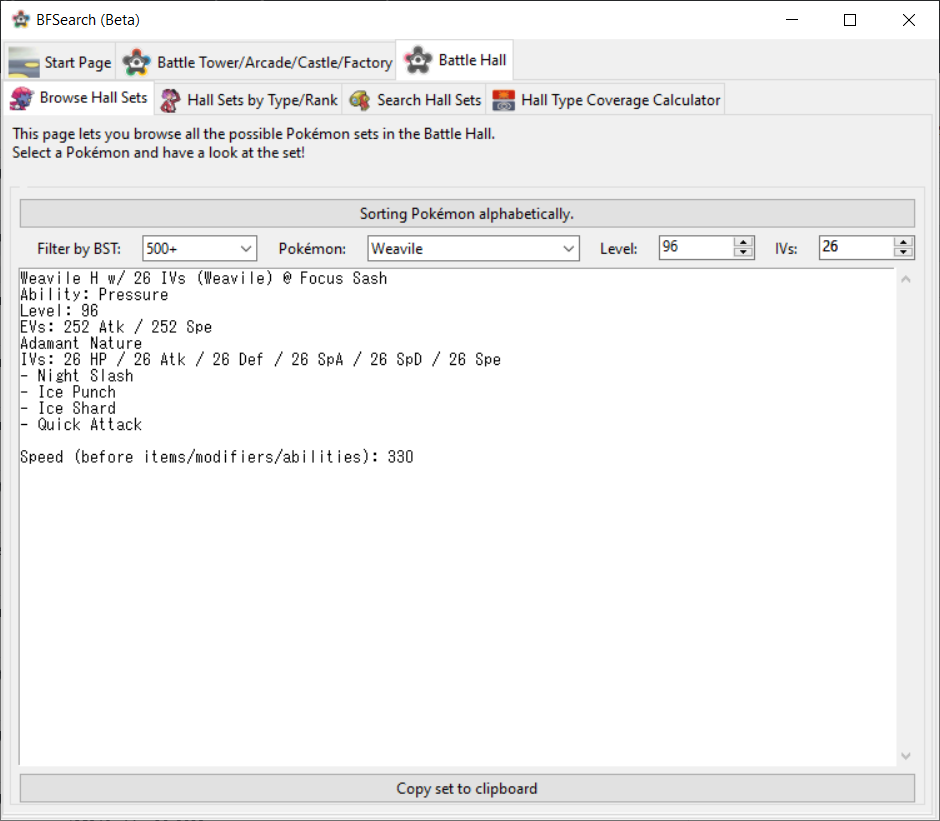 BFSearch (Beta)
Start Page
Battle Tower/Arcade/Castle/Factory
Battle Hall
Browse Hall Sets
Hall Sets by Type/Rank
Search Hall Sets
Hall Type Coverage Calculator
This page lets you browse all the possible Pokémon sets in the Battle Hall.
Select a Pokémon and have a look at the set!
Sorting Pokémon alphabetically.
Filter by BST: 500+ Pokémon: Weavile Level: 96 IVs: 26
Weavile H w/ 26 IVs (Weavile) @ Focus Sash
Ability: Pressure
Level: 96
EVs: 252 Atk / 252 Spe
Adamant Nature
IVs: 26 HP / 26 Atk / 26 Def / 26 SpA / 26 SpD / 26 Spe
- Night Slash
- Ice Punch
- Ice Shard
- Quick Attack
Speed (before items/modifiers/abilities): 330
Copy set to clipboard